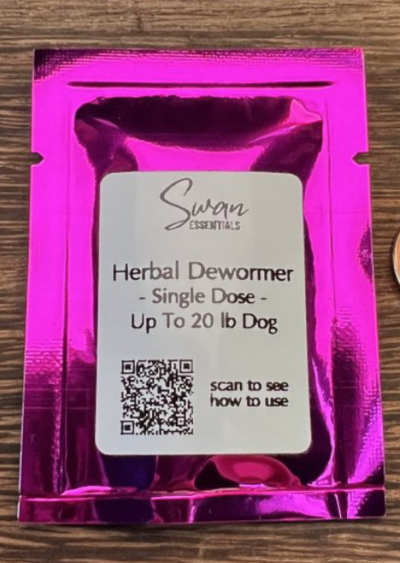 Swan
ESSENTIALS
Herbal Dewormer
- Single Dose -
Up To 20 lb Dog
scan to see
how to use